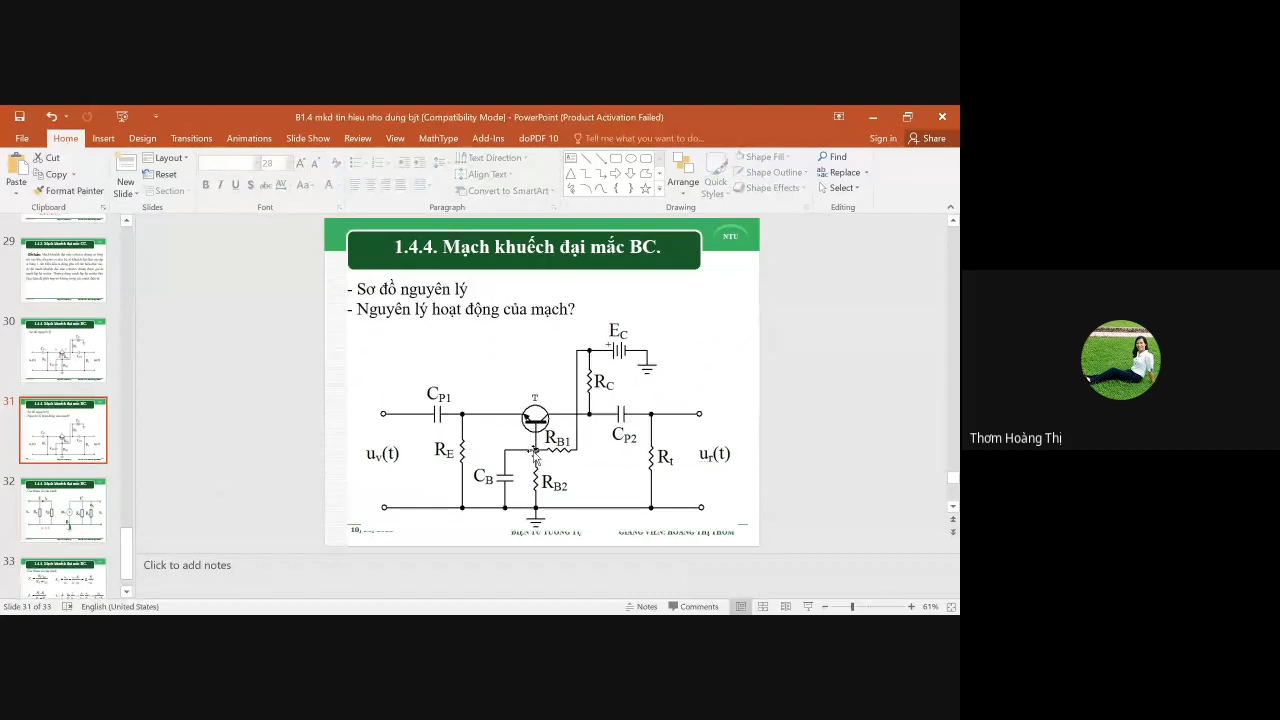 B1.4 mkd tin hieu nho dung bjt [Compatibility Mode] - PowerPoint (Product Activation Failed)
File Home Insert Design Transitions Animations Slide Show Review View MathType Add-Ins doPDF 10 Tell me what you want to do... Sign in Share
Cut
Copy
Format Painter
Paste
Clipboard
New Slide
Layout
Reset
Section
Slides
28
Font
Text Direction
Align Text
Convert to SmartArt
Paragraph
Arrange
Quick Styles
Shape Fill
Shape Outline
Shape Effects
Drawing
Find
Replace
Select
Editing
29
30
31
32
33
1.4.4. Mạch khuếch đại mắc BC.
NTU
- Sơ đồ nguyên lý
- Nguyên lý hoạt động của mạch?
EC
+
RC
CP1
T
RB1
CP2
uv(t)
RE
CB
RB2
Rt
ur(t)
ĐIỆN TỬ TƯƠNG TỰ
GIẢNG VIÊN: HOÀNG THỊ THƠM
Thơm Hoàng Thị
Click to add notes
Slide 31 of 33 English (United States) Notes Comments 61%